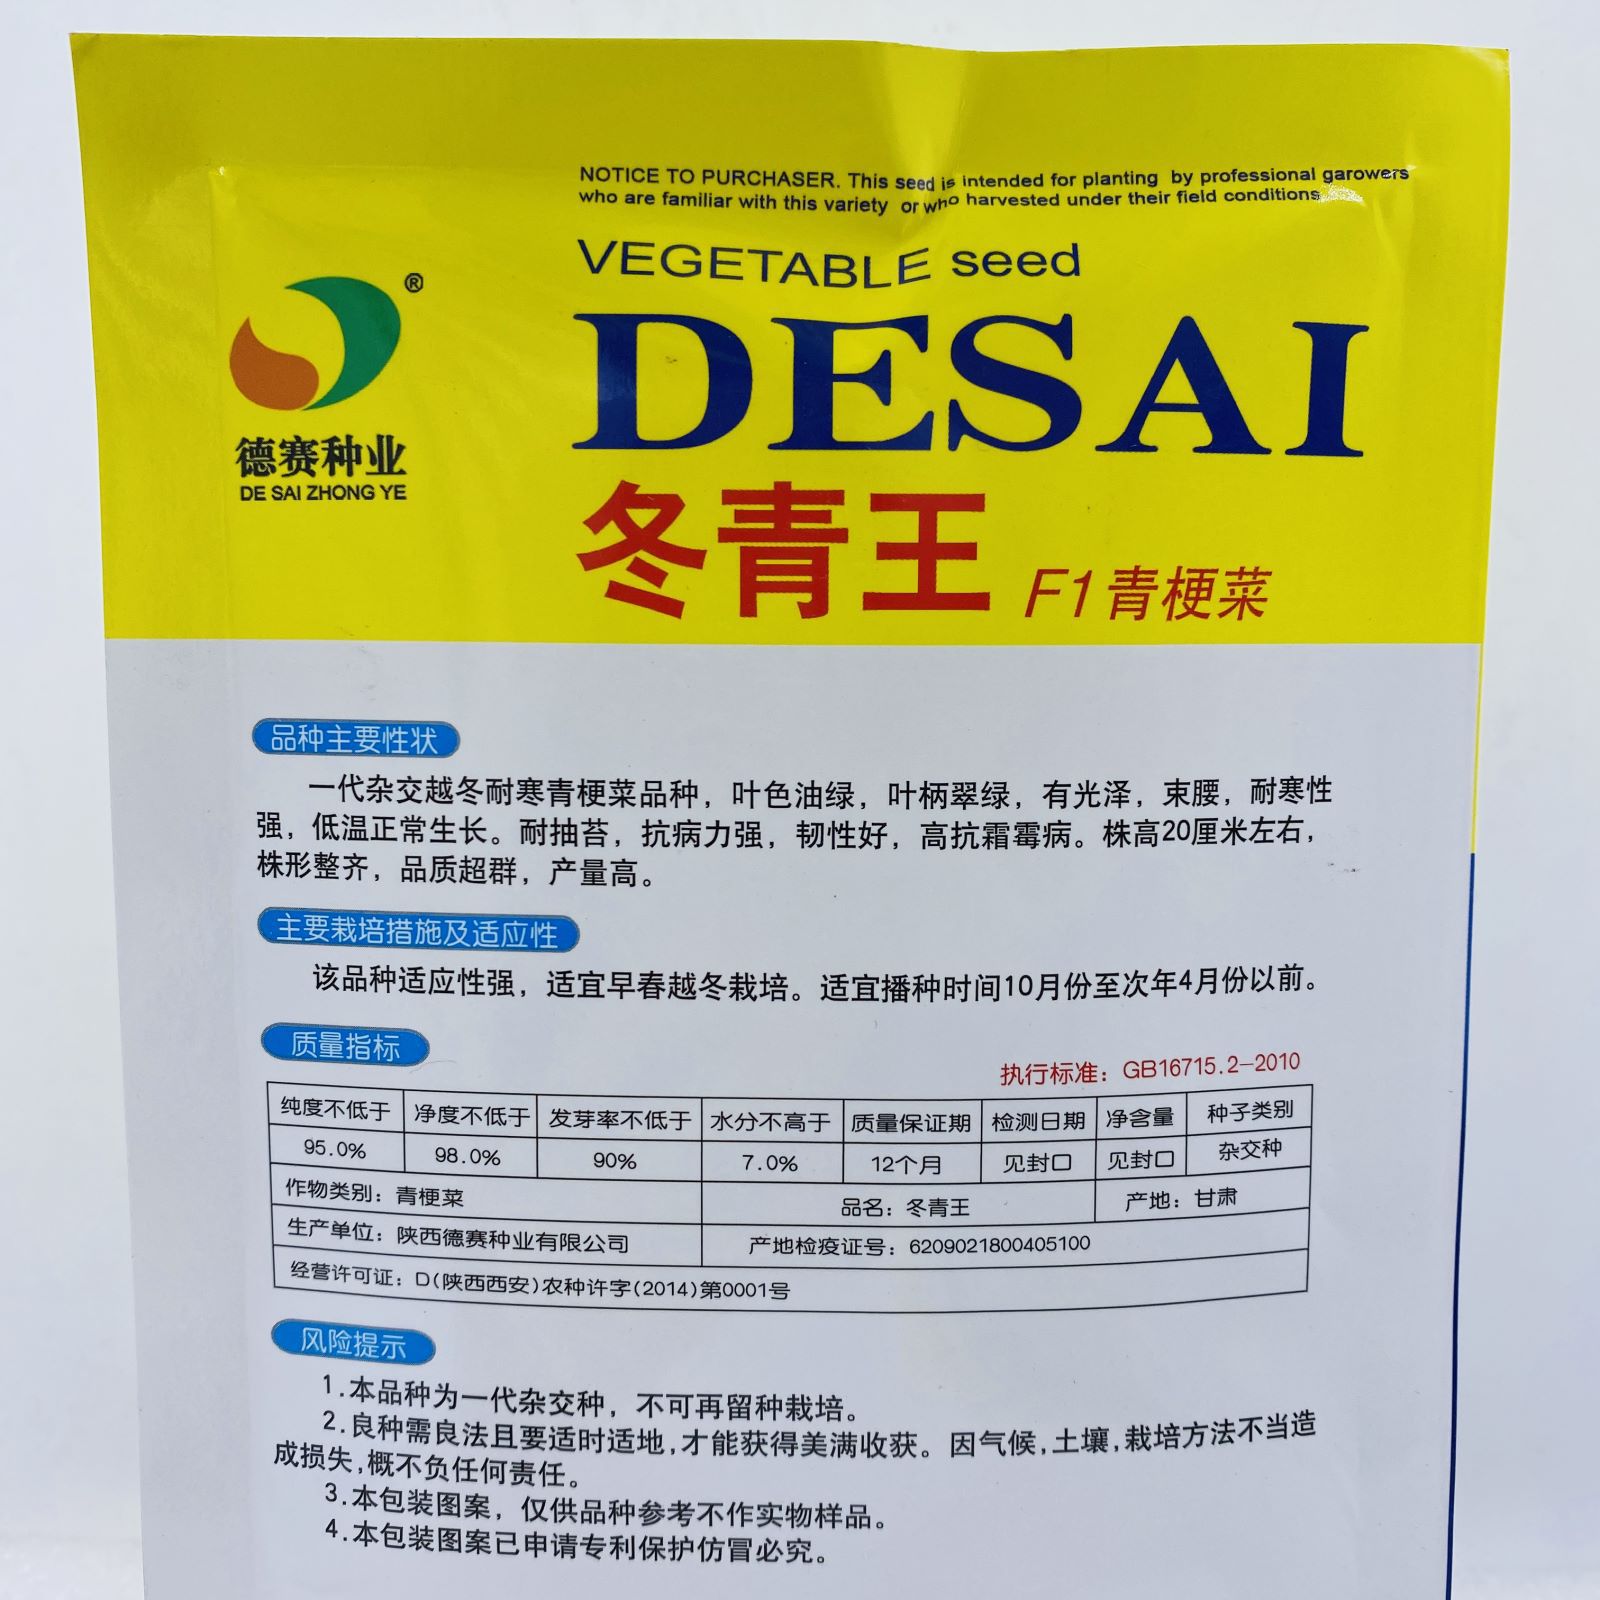 NOTICE TO PURCHASER. This seed is intended for planting by professional garowers
who are familiar with this variety or who harvested under their field conditions
VEGETABLE seed
®
DESAI
德赛种业
DE SAI ZHONG YE
冬青王 F1青梗菜
品种主要性状
一代杂交越冬耐寒青梗菜品种，叶色油绿，叶柄翠绿，有光泽，束腰，耐寒性
强，低温正常生长。耐抽苔，抗病力强，韧性好，高抗霜霉病。株高20厘米左右，
株形整齐，品质超群，产量高。
主要栽培措施及适应性
该品种适应性强，适宜早春越冬栽培。适宜播种时间10月份至次年4月份以前。
质量指标
执行标准：GB16715.2-2010
纯度不低于 净度不低于 发芽率不低于 水分不高于 质量保证期 检测日期 净含量 种子类别
95.0% 98.0% 90% 7.0% 12个月 见封口 见封口 杂交种
作物类别：青梗菜 品名：冬青王 产地：甘肃
生产单位：陕西德赛种业有限公司 产地检疫证号：6209021800405100
经营许可证：D(陕西西安)农种许字(2014)第0001号
风险提示
1.本品种为一代杂交种，不可再留种栽培。
2.良种需良法且要适时适地,才能获得美满收获。因气候,土壤,栽培方法不当造
成损失,概不负任何责任。
3.本包装图案，仅供品种参考不作实物样品。
4.本包装图案已申请专利保护仿冒必究。